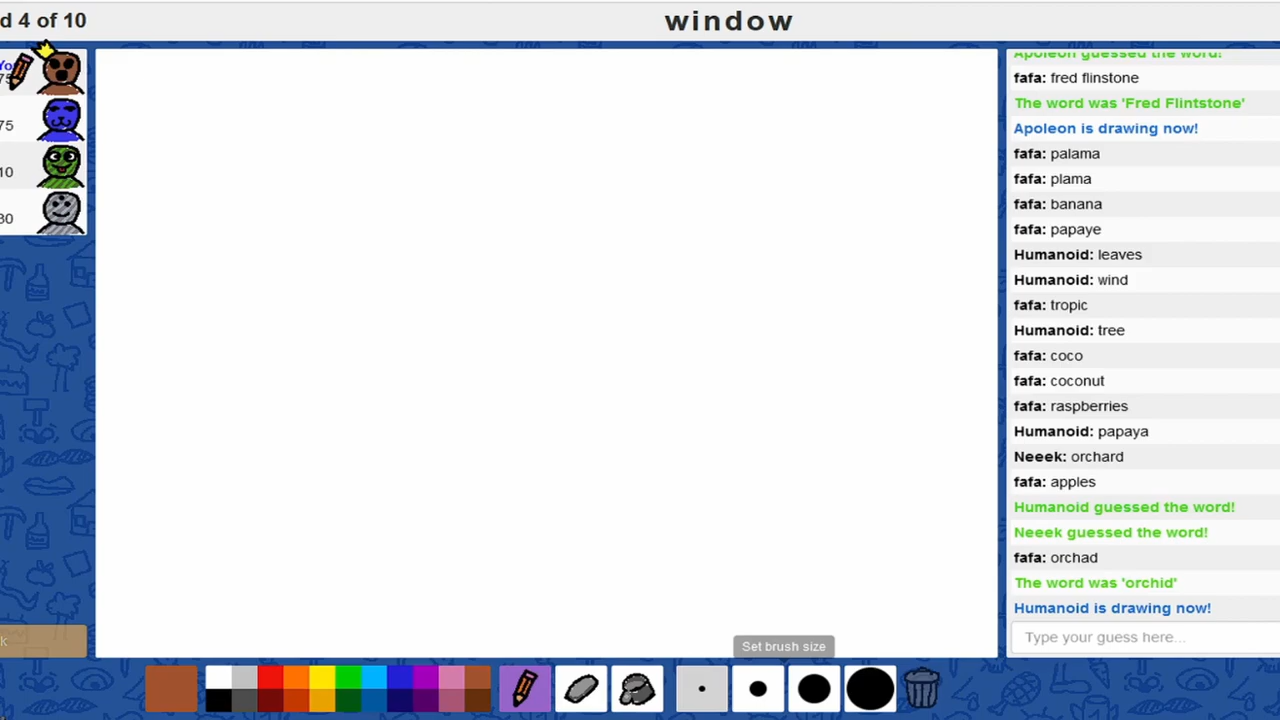 d 4 of 10
window
You
75
75
10
30
k
Apoleon guessed the word!
fafa: fred flinstone
The word was 'Fred Flintstone'
Apoleon is drawing now!
fafa: palama
fafa: plama
fafa: banana
fafa: papaye
Humanoid: leaves
Humanoid: wind
fafa: tropic
Humanoid: tree
fafa: coco
fafa: coconut
fafa: raspberries
Humanoid: papaya
Neeek: orchard
fafa: apples
Humanoid guessed the word!
Neeek guessed the word!
fafa: orchad
The word was 'orchid'
Humanoid is drawing now!
Type your guess here...
Set brush size